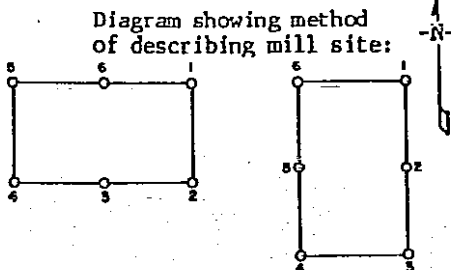 Diagram showing method
of describing mill site:
-N-
5 6 1
4 3 2
6 1
5 2
4 3